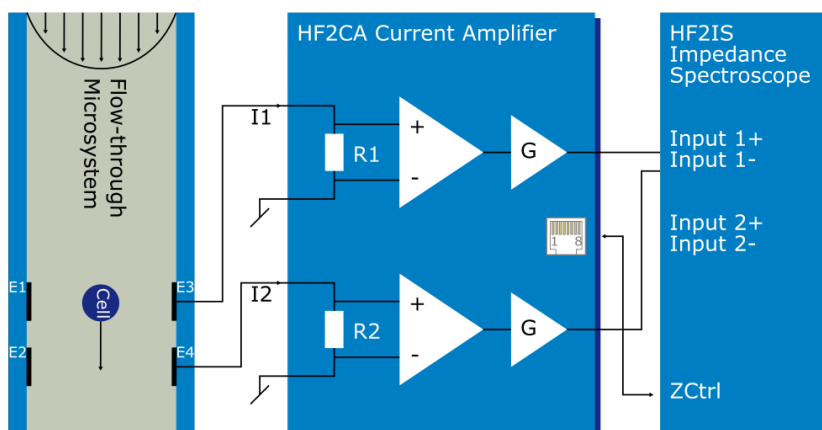 Flow-through
Microsystem
E1
E2
Cell
E3
E4
I1
I2
HF2CA Current Amplifier
R1
+
-
G
1 8
R2
+
-
G
HF2IS
Impedance
Spectroscope
Input 1+
Input 1-
Input 2+
Input 2-
ZCtrl